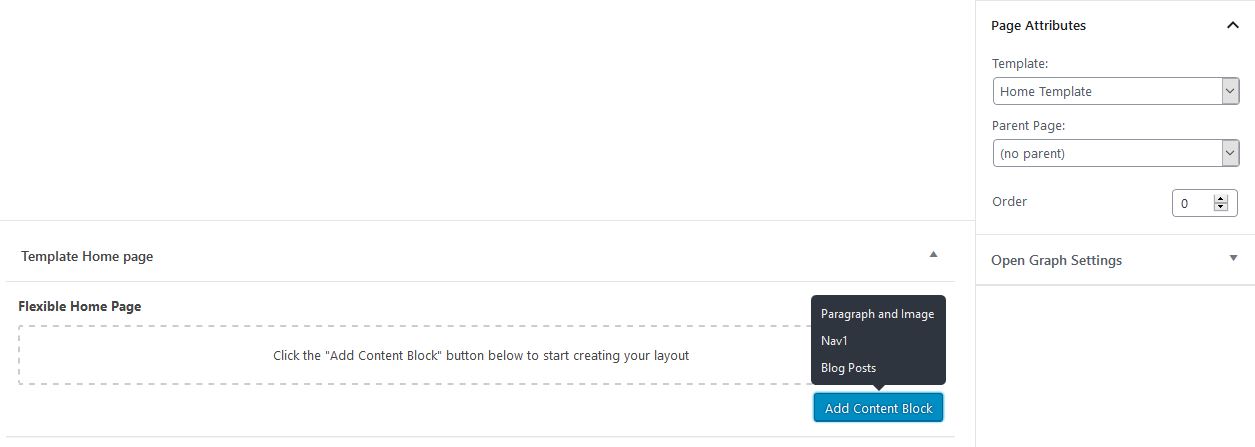 Page Attributes
Template:
Home Template
Parent Page:
(no parent)
Order
0
Open Graph Settings
Template Home page
Flexible Home Page
Click the "Add Content Block" button below to start creating your layout
Paragraph and Image
Nav1
Blog Posts
Add Content Block